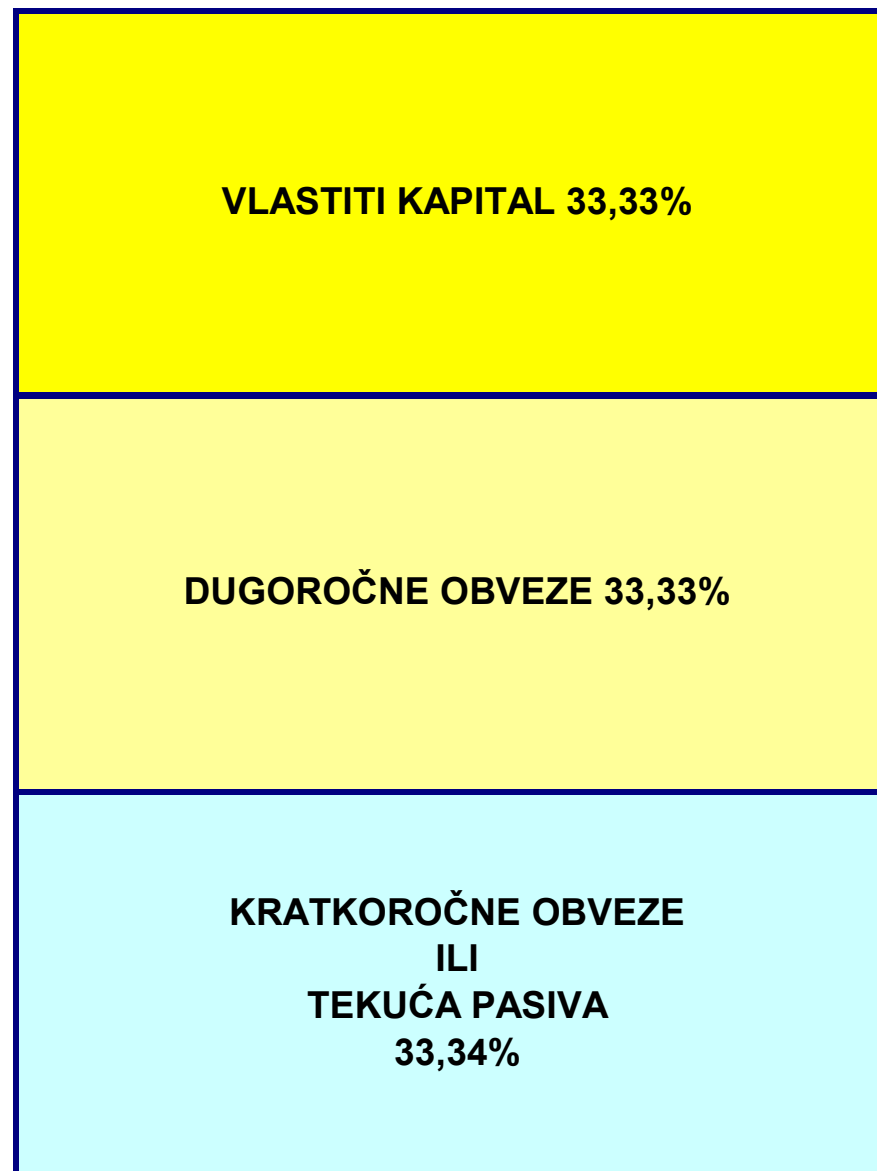 VLASTITI KAPITAL 33,33%
DUGOROČNE OBVEZE 33,33%
KRATKOROČNE OBVEZE
ILI
TEKUĆA PASIVA
33,34%